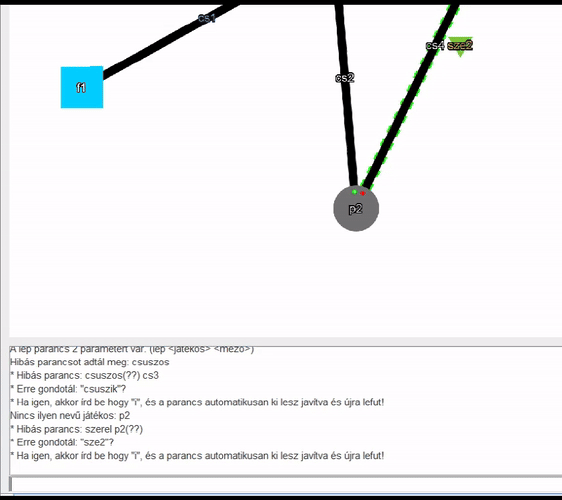 cs1
cs4 sze2
cs2
f1
p2
A lep parancs 2 parametert var. (lep <jatekos> <mezo>)
Hibás parancsot adtál meg: csuszos
* Hibás parancs: csuszos(??) cs3
* Erre gondotál: "csuszik"?
* Ha igen, akkor írd be hogy "i", és a parancs automatikusan ki lesz javítva és újra lefut!
Nincs ilyen nevű játékos: p2
* Hibás parancs: szerel p2(??)
* Erre gondotál: "sze2"?
* Ha igen, akkor írd be hogy "i", és a parancs automatikusan ki lesz javítva és újra lefut!